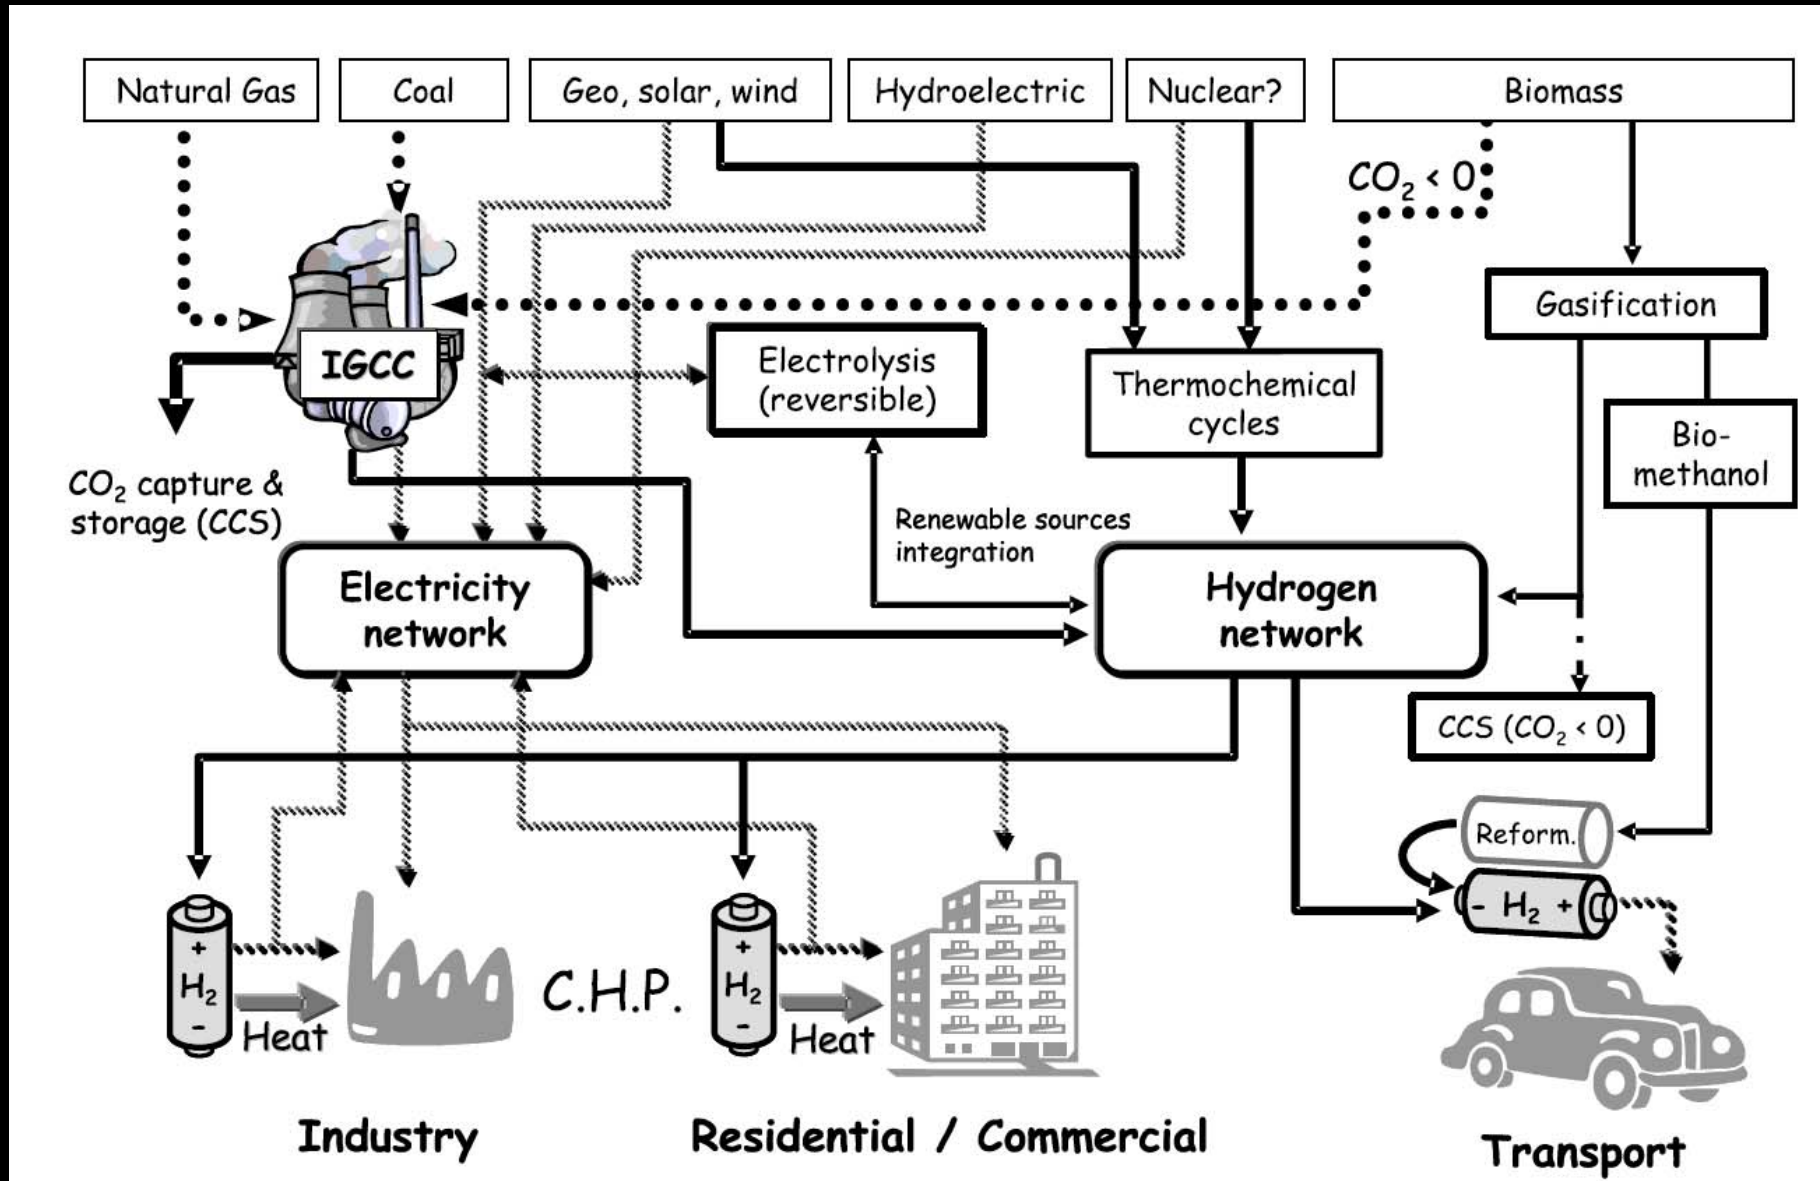 Natural Gas
Coal
Geo, solar, wind
Hydroelectric
Nuclear?
Biomass
CO₂ < 0
Gasification
IGCC
Electrolysis
(reversible)
Thermochemical
cycles
Bio-
methanol
CO₂ capture &
storage (CCS)
Renewable sources
integration
Electricity
network
Hydrogen
network
CCS (CO₂ < 0)
Reform.
- H₂ +
+
H₂
-
Heat
C.H.P.
+
H₂
-
Heat
Industry
Residential / Commercial
Transport